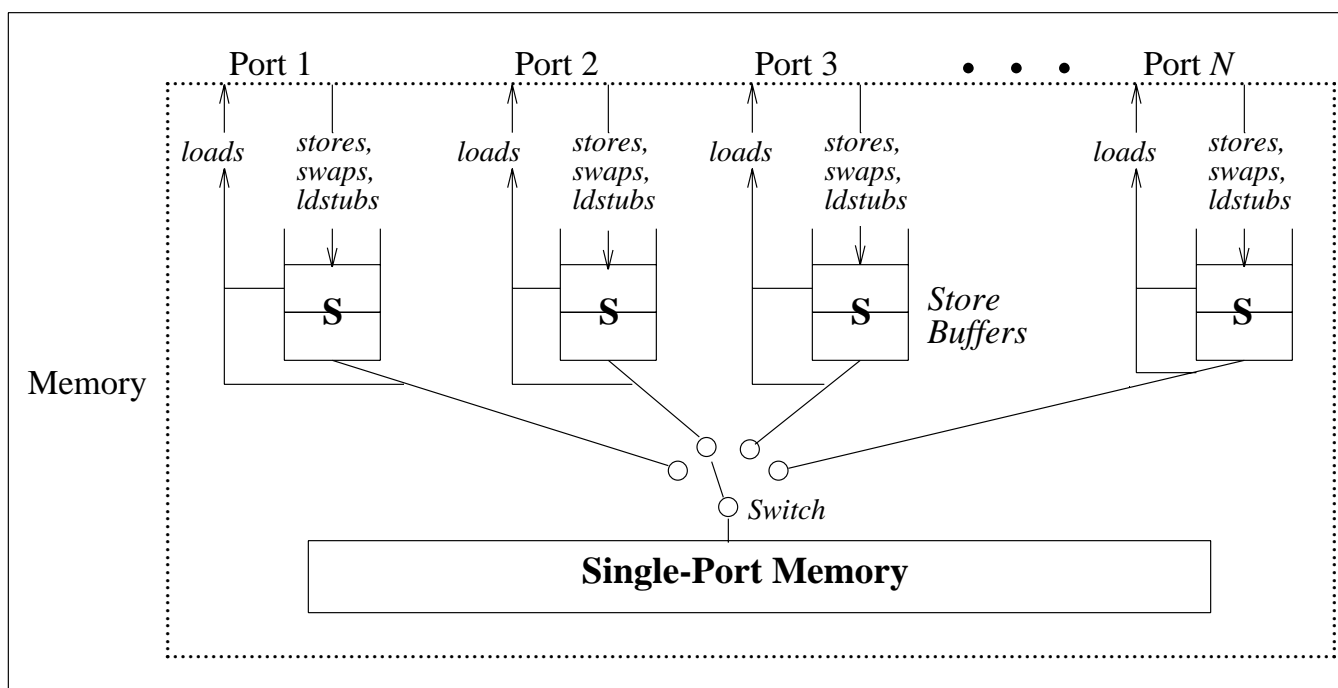 Port 1
Port 2
Port 3
• • •
Port N
loads
stores,
swaps,
ldstubs
loads
stores,
swaps,
ldstubs
loads
stores,
swaps,
ldstubs
loads
stores,
swaps,
ldstubs
S
S
S
S
Store
Buffers
Memory
Switch
Single-Port Memory